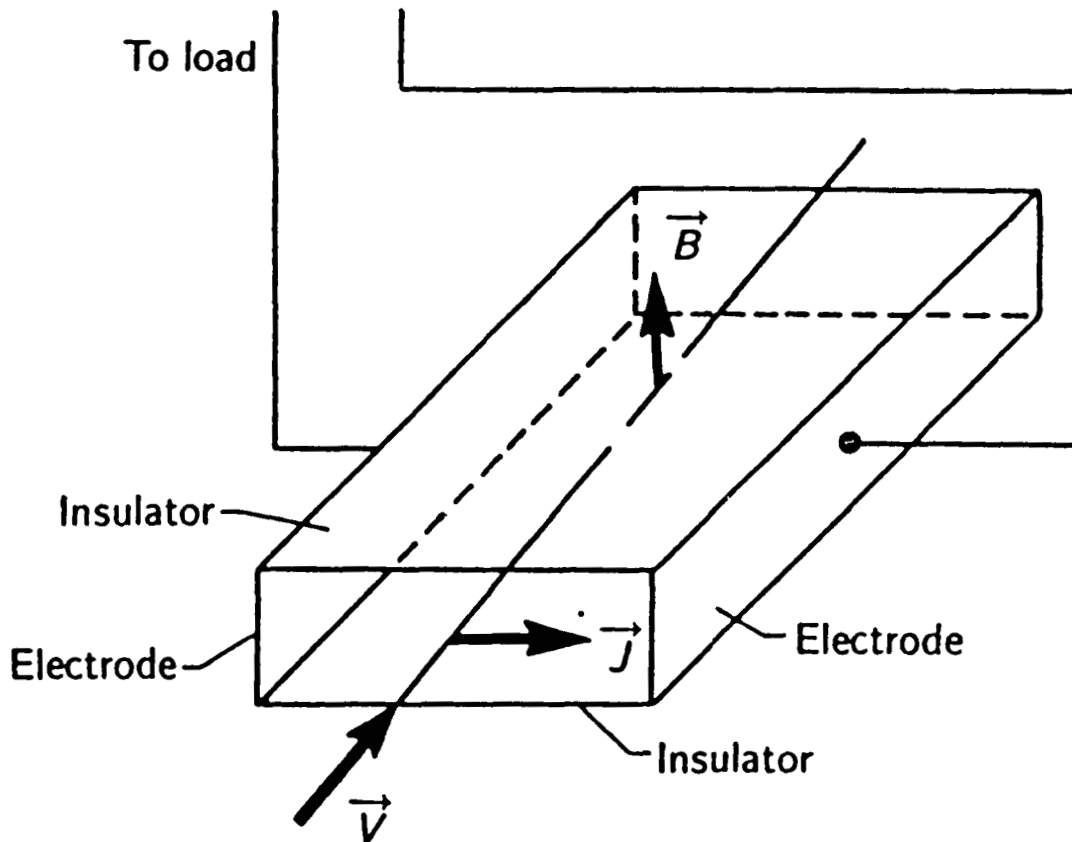 To load
B
Insulator
Electrode
J
Electrode
Insulator
V